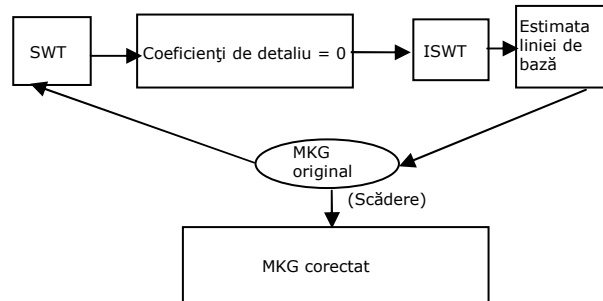 SWT
Coeficienţi de detaliu = 0
ISWT
Estimata
liniei de
bază
MKG
original
(Scădere)
MKG corectat